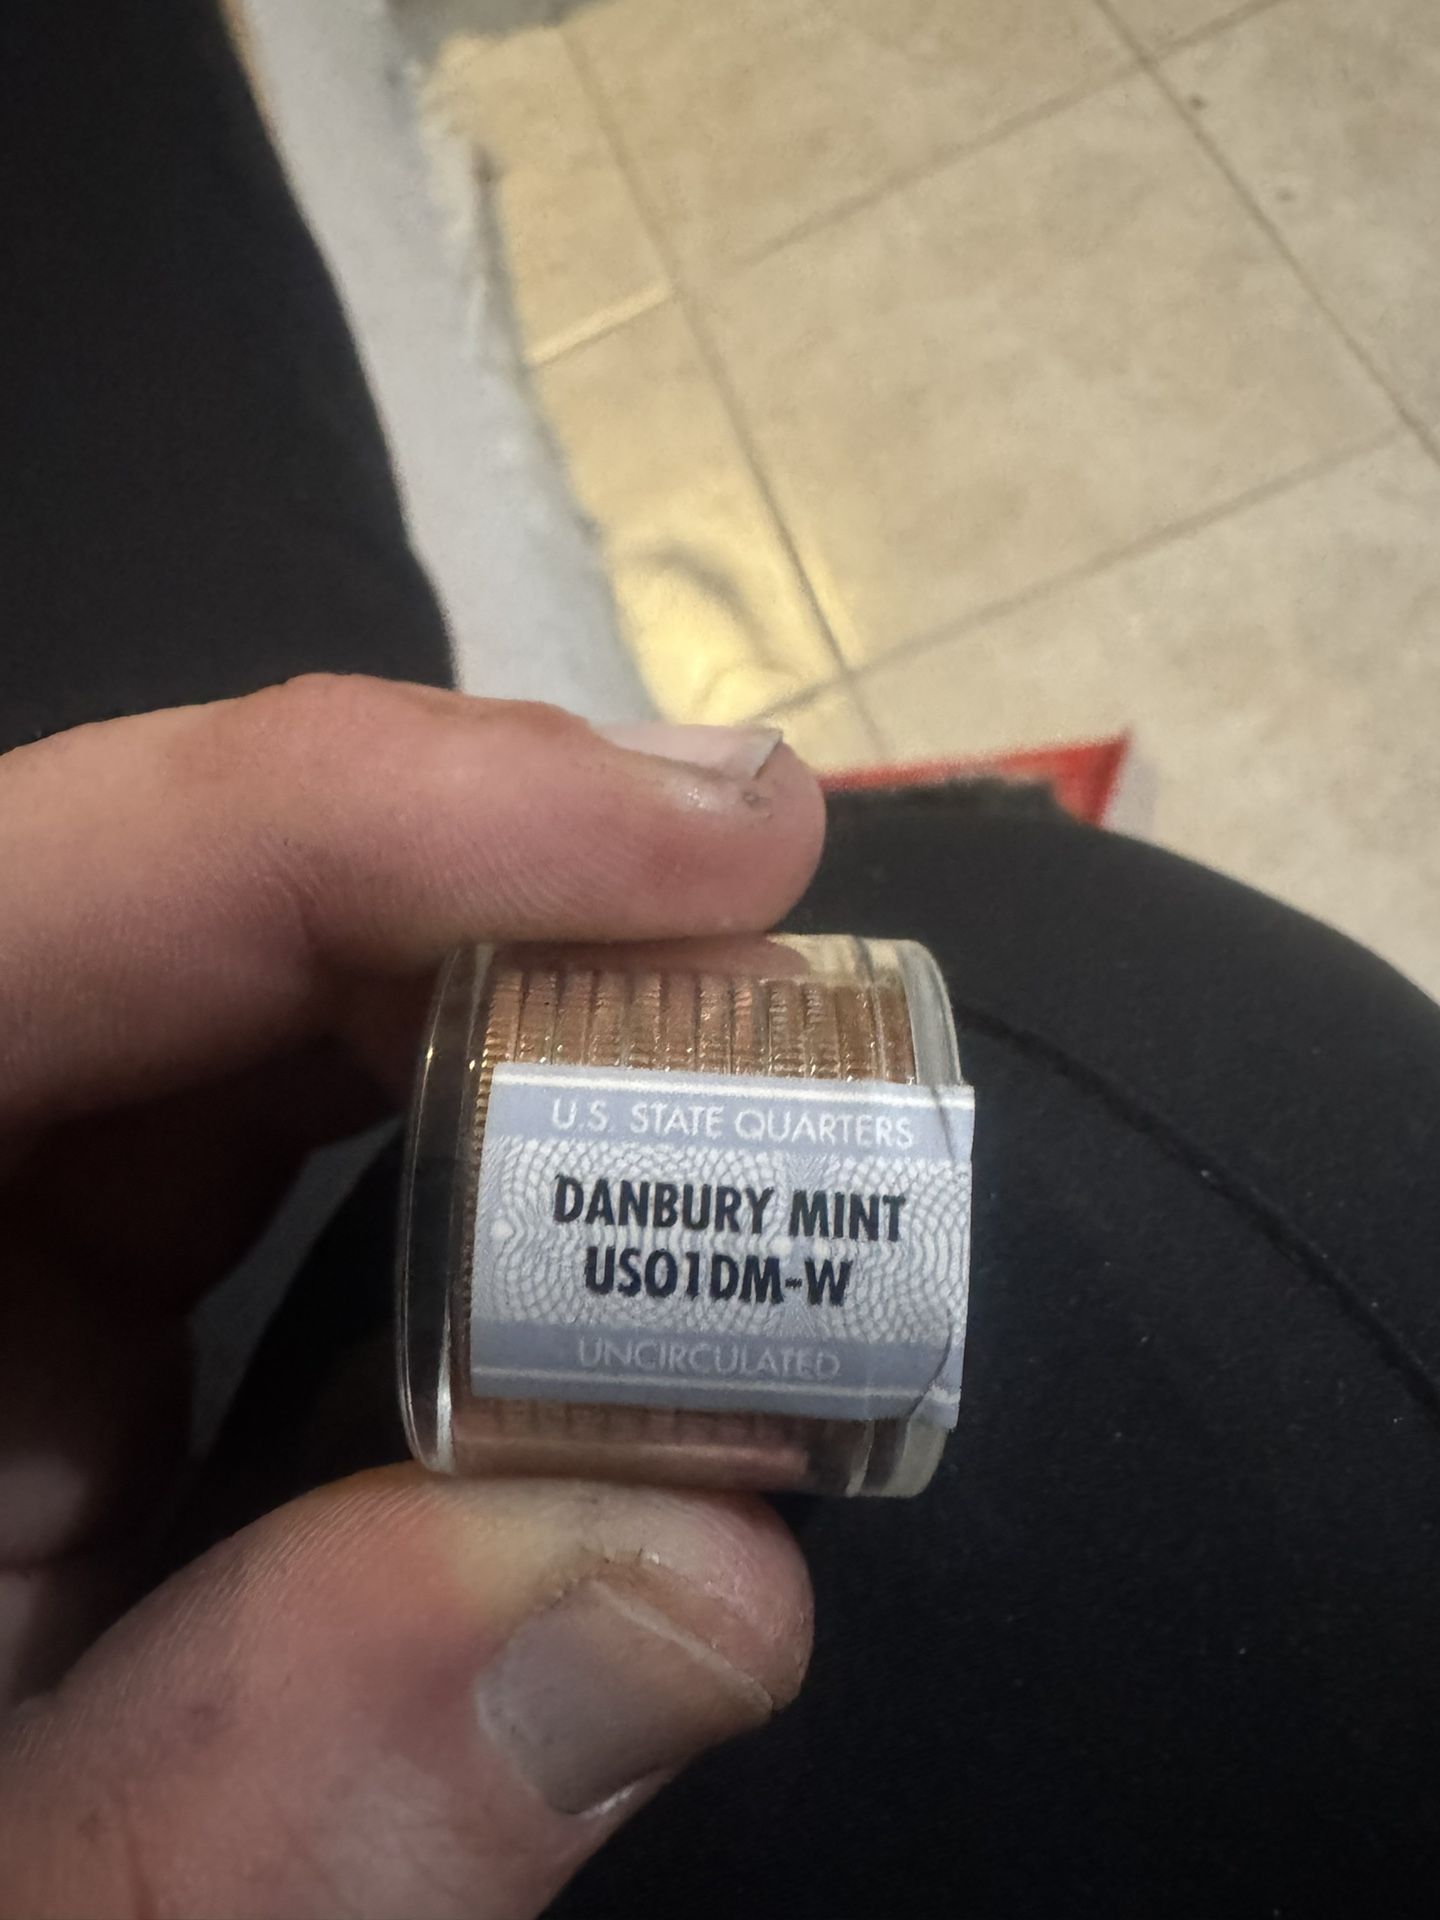 U.S. STATE QUARTERS
DANBURY MINT
US01DM-W
UNCIRCULATED